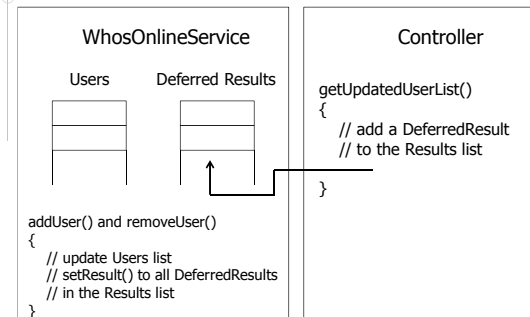 WhosOnlineService
Users
Deferred Results
addUser() and removeUser()
{
// update Users list
// setResult() to all DeferredResults
// in the Results list
}
Controller
getUpdatedUserList()
{
// add a DeferredResult
// to the Results list
}